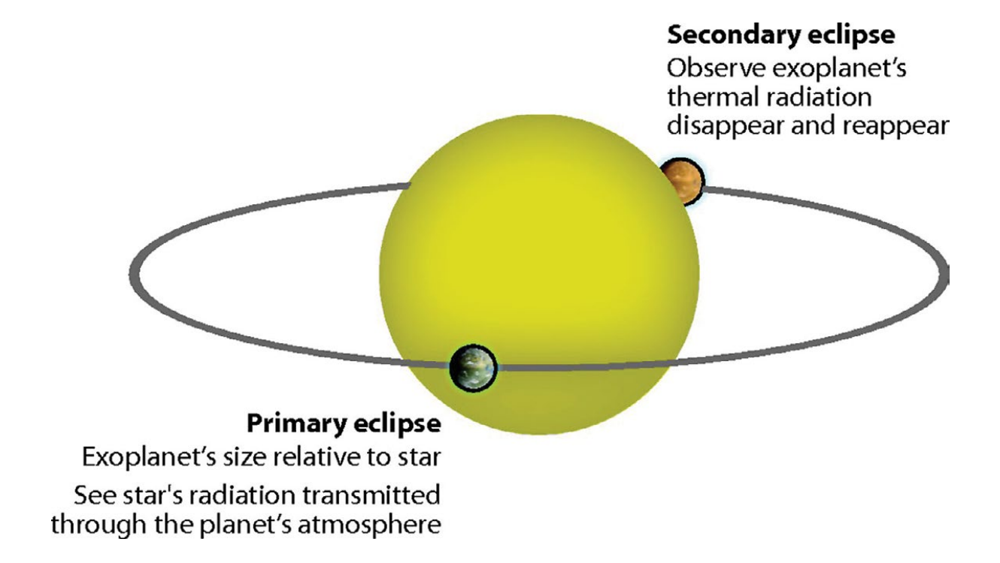 Secondary eclipse
Observe exoplanet’s
thermal radiation
disappear and reappear
Primary eclipse
Exoplanet’s size relative to star
See star's radiation transmitted
through the planet’s atmosphere